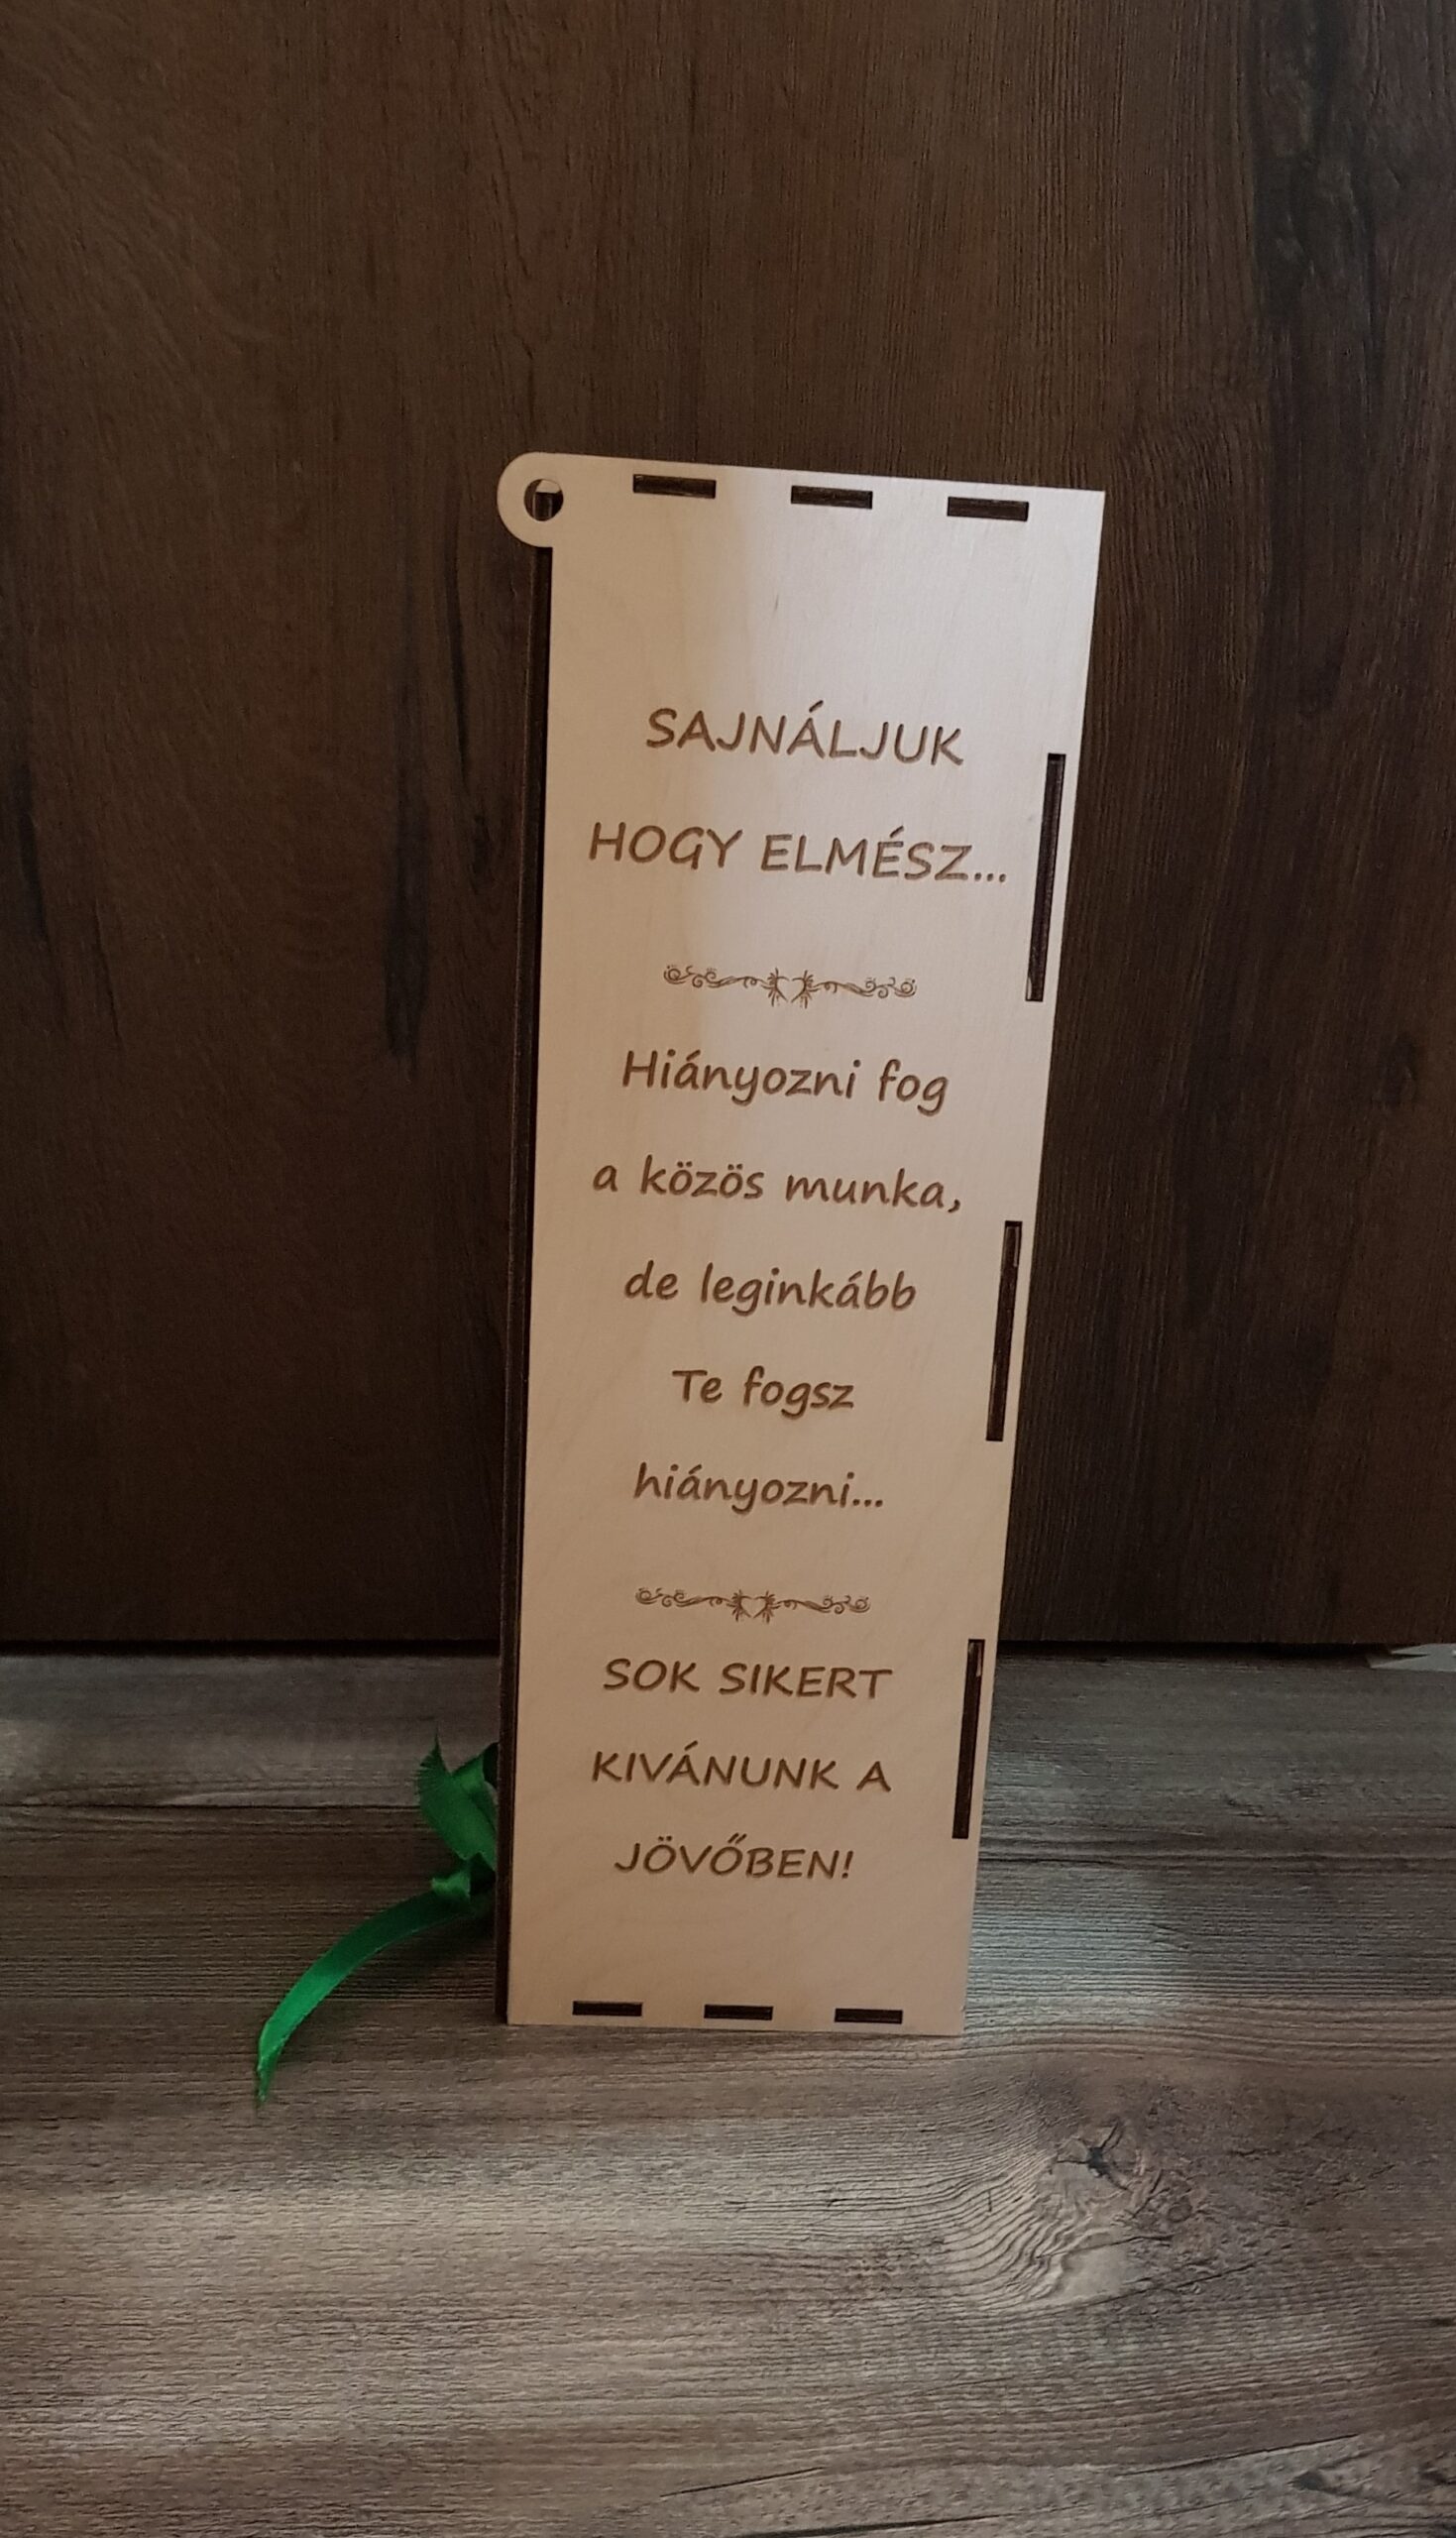 SAJNÁLJUK
HOGY ELMÉSZ...
Hiányozni fog
a közös munka,
de leginkább
Te fogsz
hiányozni...
SOK SIKERT
KIVÁNUNK A
JÖVŐBEN!